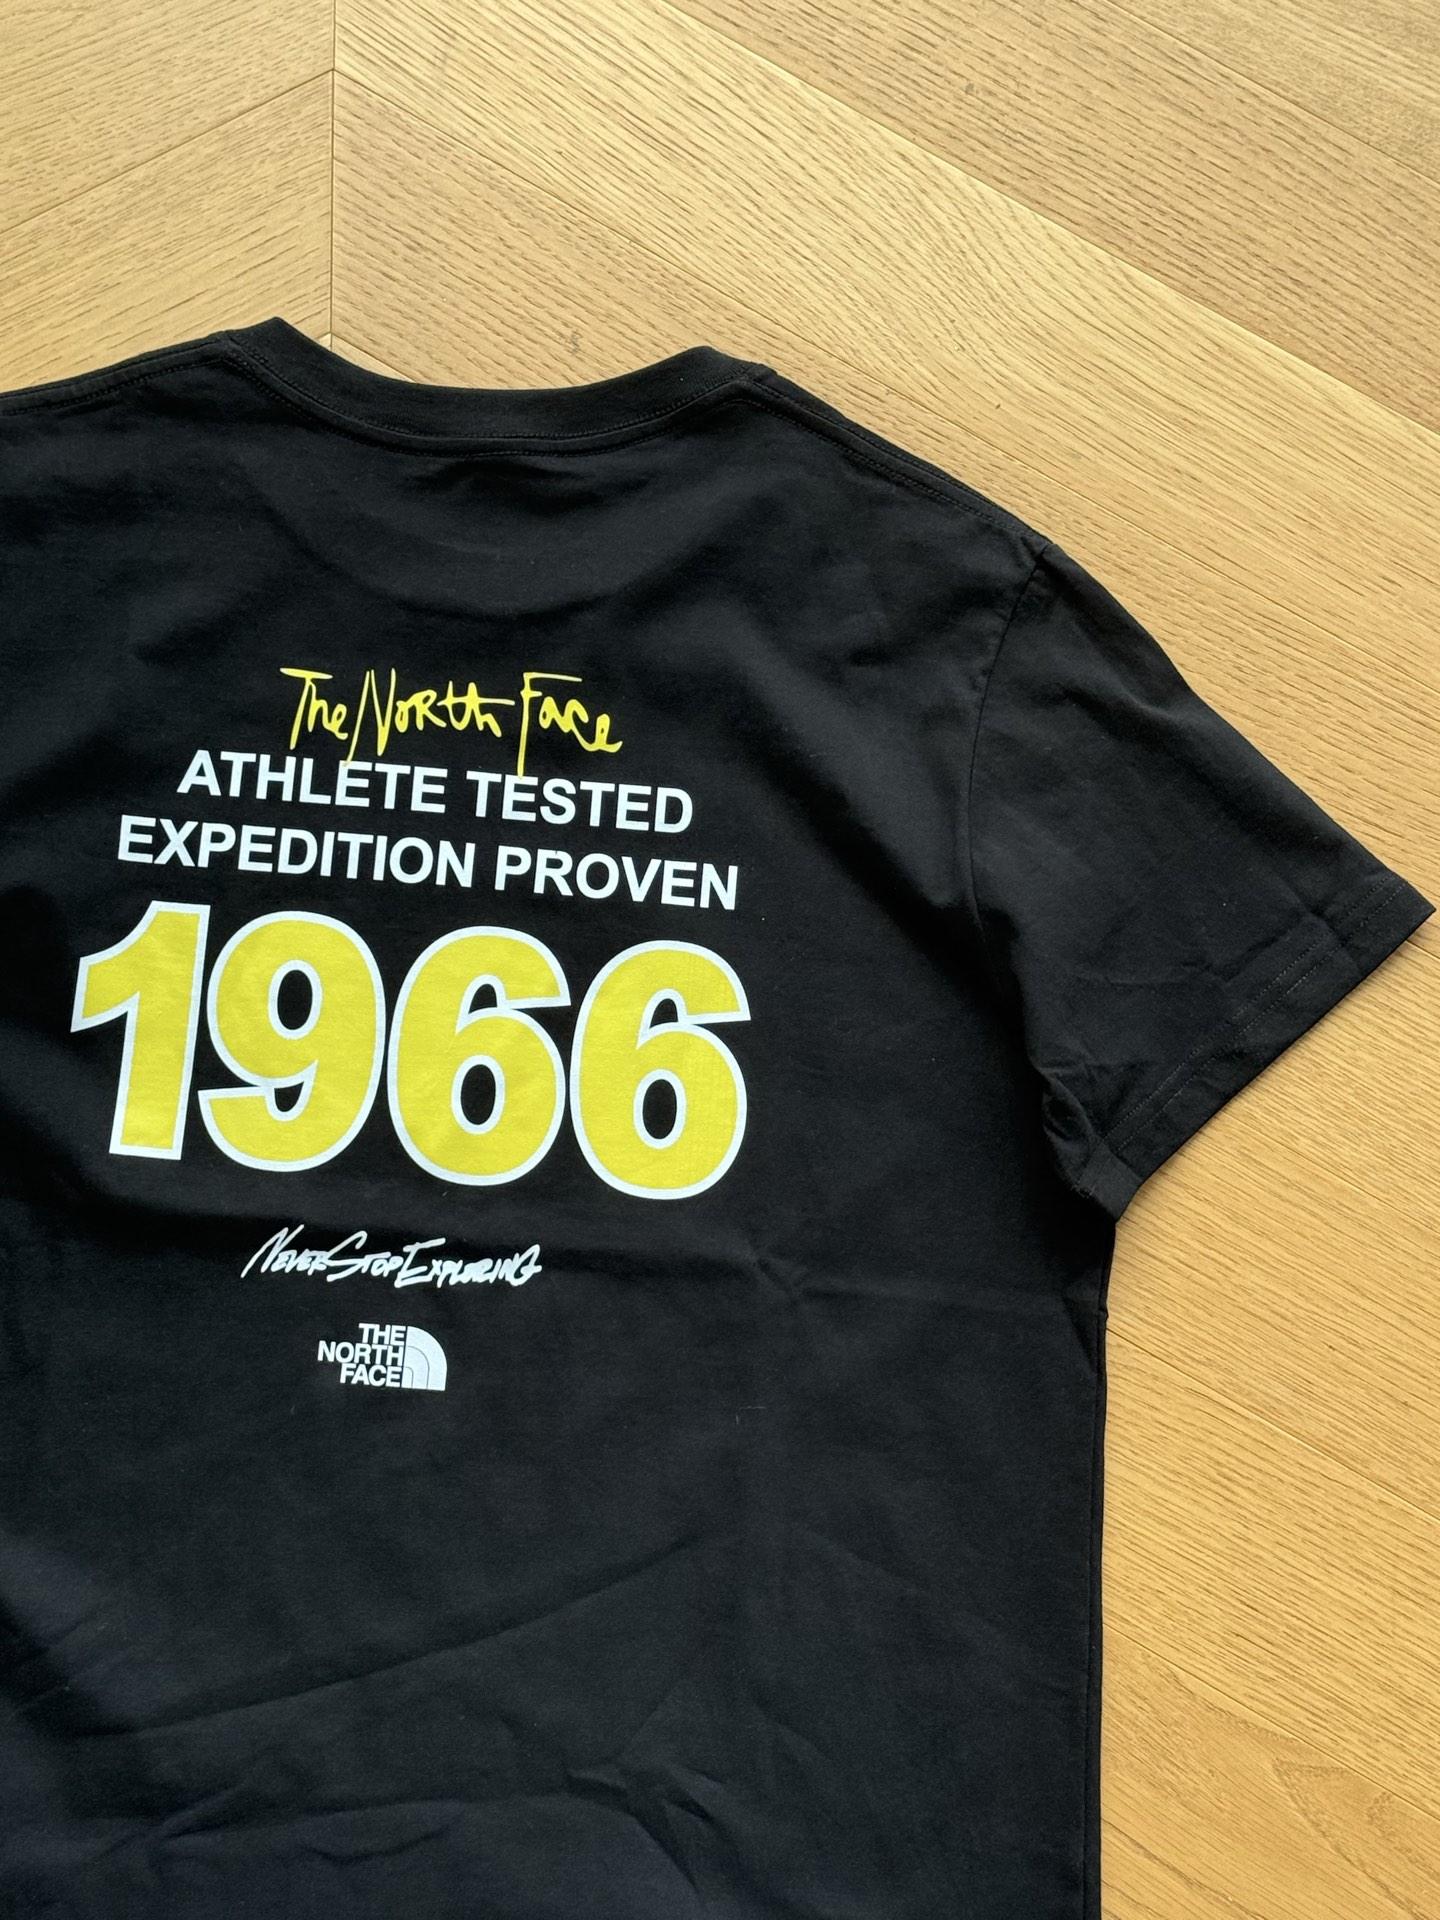 The North Face
ATHLETE TESTED
EXPEDITION PROVEN
1966
NEVER STOP EXPLORING
THE
NORTH
FACE